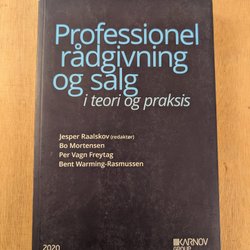 Professionel
rådgivning
og salg
i teori og praksis
Jesper Raalskov (redaktør)
Bo Mortensen
Per Vagn Freytag
Bent Warming-Rasmussen
2020
KARNOV
GROUP